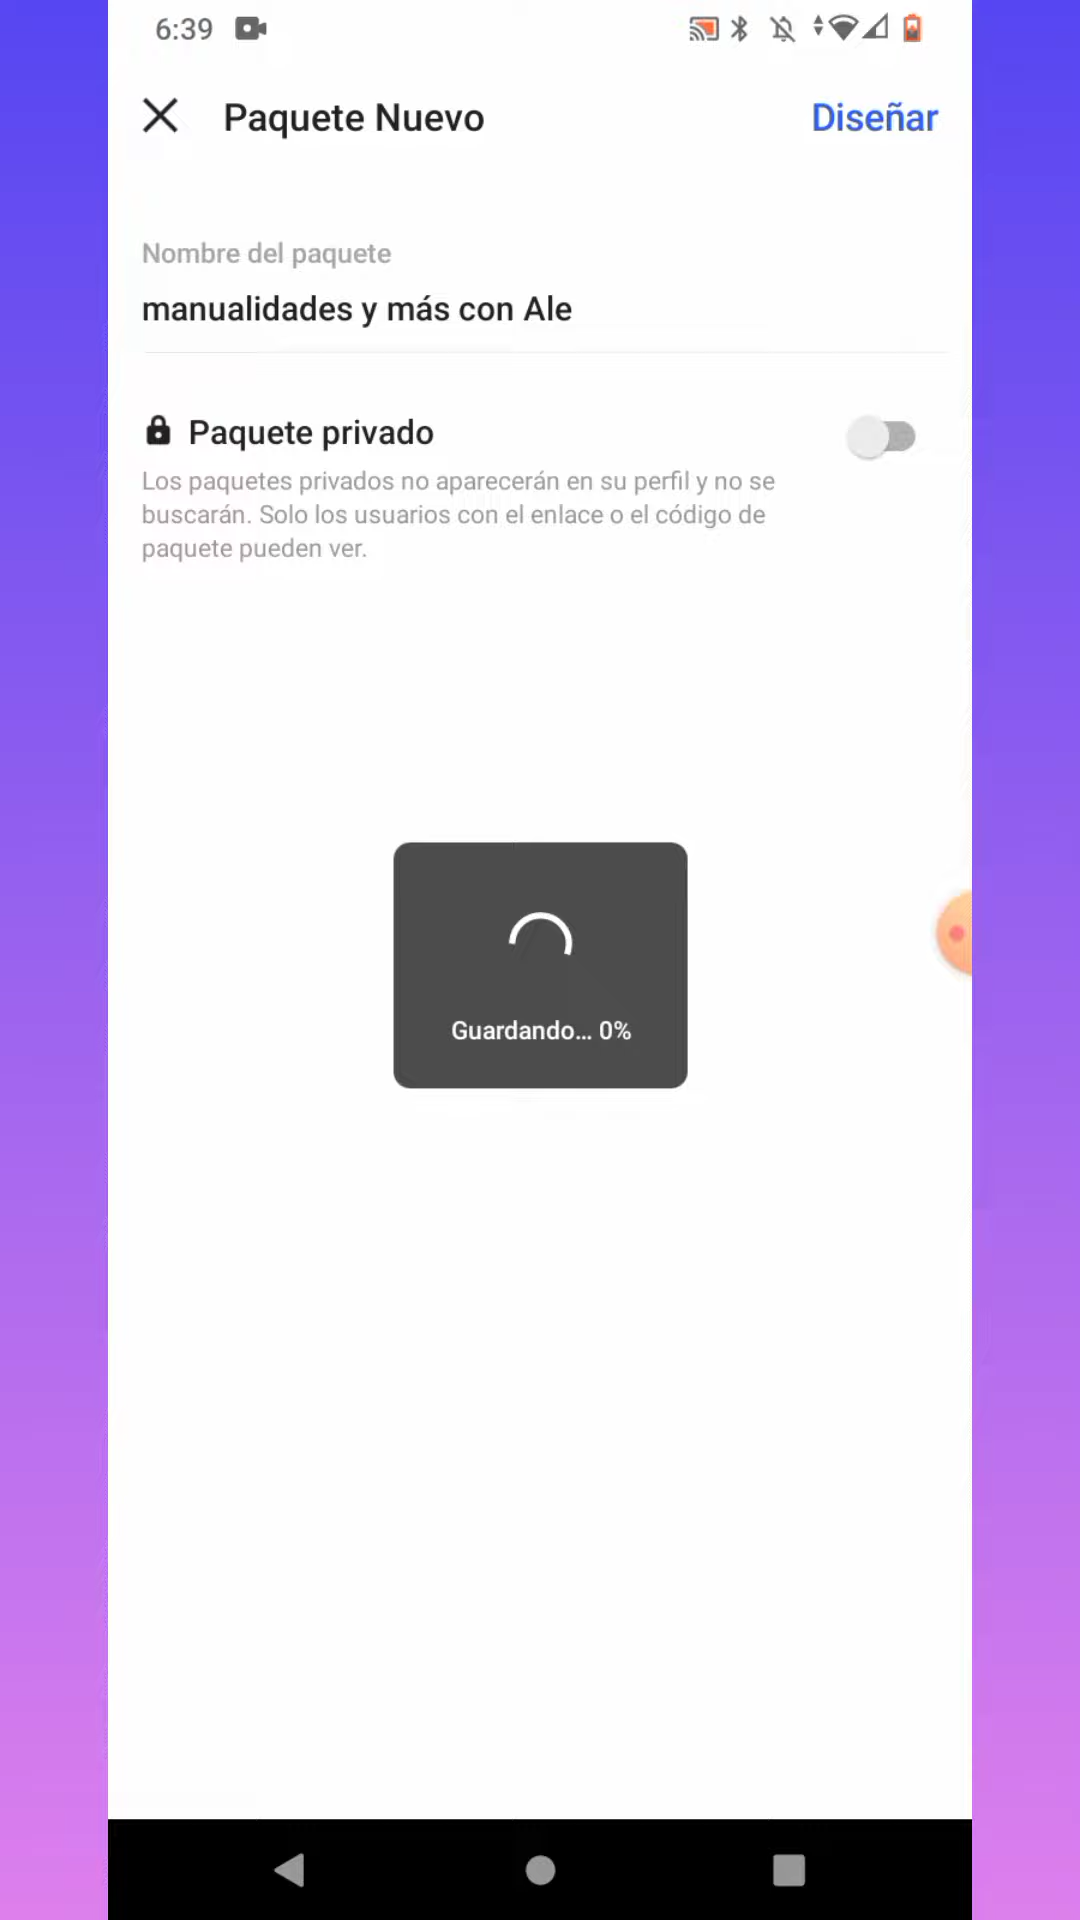 6:39
Paquete Nuevo
Diseñar
Nombre del paquete
manualidades y más con Ale
Paquete privado
Los paquetes privados no aparecerán en su perfil y no se
buscarán. Solo los usuarios con el enlace o el código de
paquete pueden ver.
Guardando... 0%